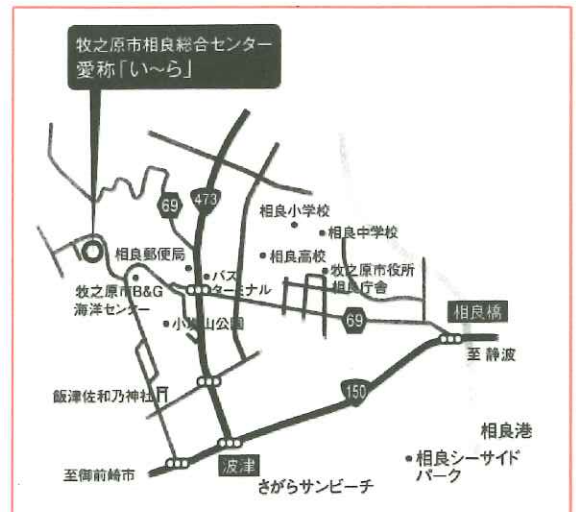 牧之原市相良総合センター
愛称「い〜ら」
69
473
相良小学校
相良中学校
相良郵便局
バス
ターミナル
相良高校
牧之原市役所
相良庁舎
牧之原市B&G
海洋センター
小堤山公園
69
相良橋
至 静波
飯津佐和乃神社
150
相良港
相良シーサイド
パーク
波津
至御前崎市
さがらサンビーチ